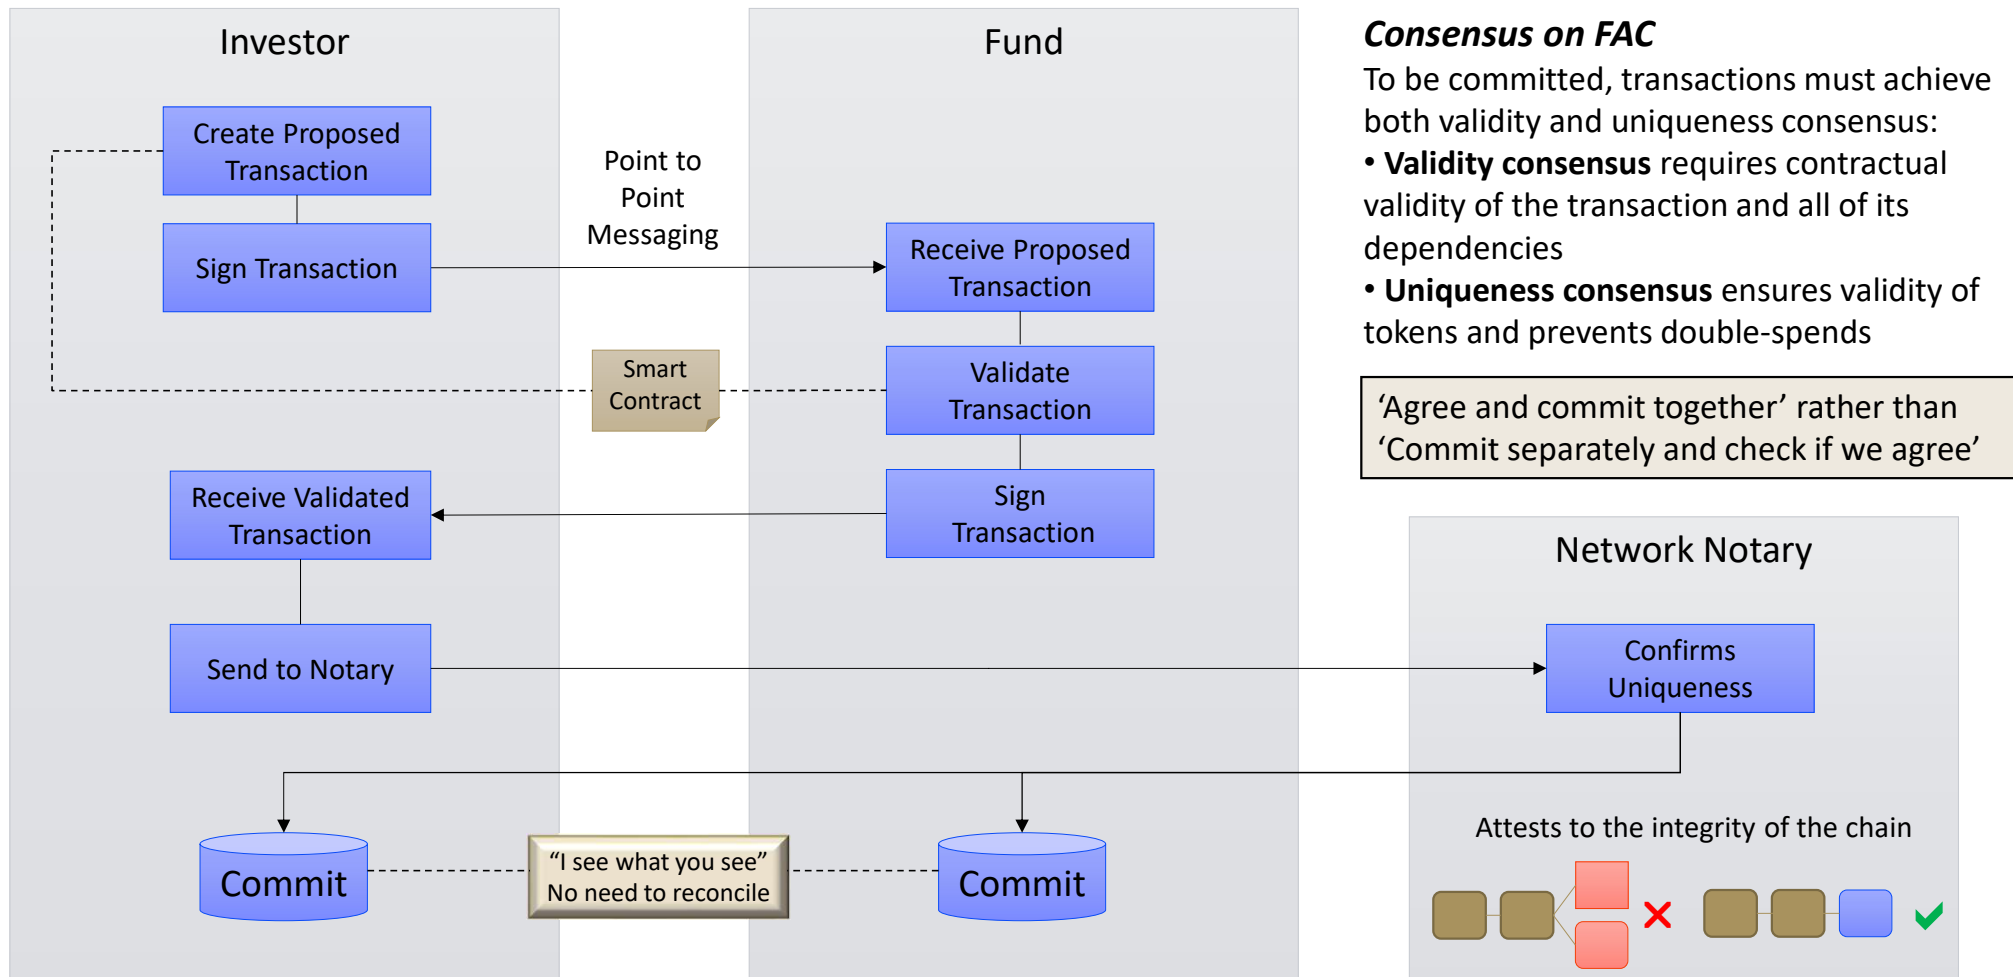 Investor
Create Proposed
Transaction
Sign Transaction
Receive Validated
Transaction
Send to Notary
Commit
Point to
Point
Messaging
Smart
Contract
“I see what you see”
No need to reconcile
Fund
Receive Proposed
Transaction
Validate
Transaction
Sign
Transaction
Commit
Consensus on FAC
To be committed, transactions must achieve
both validity and uniqueness consensus:
• Validity consensus requires contractual
validity of the transaction and all of its
dependencies
• Uniqueness consensus ensures validity of
tokens and prevents double-spends
‘Agree and commit together’ rather than
‘Commit separately and check if we agree’
Network Notary
Confirms
Uniqueness
Attests to the integrity of the chain